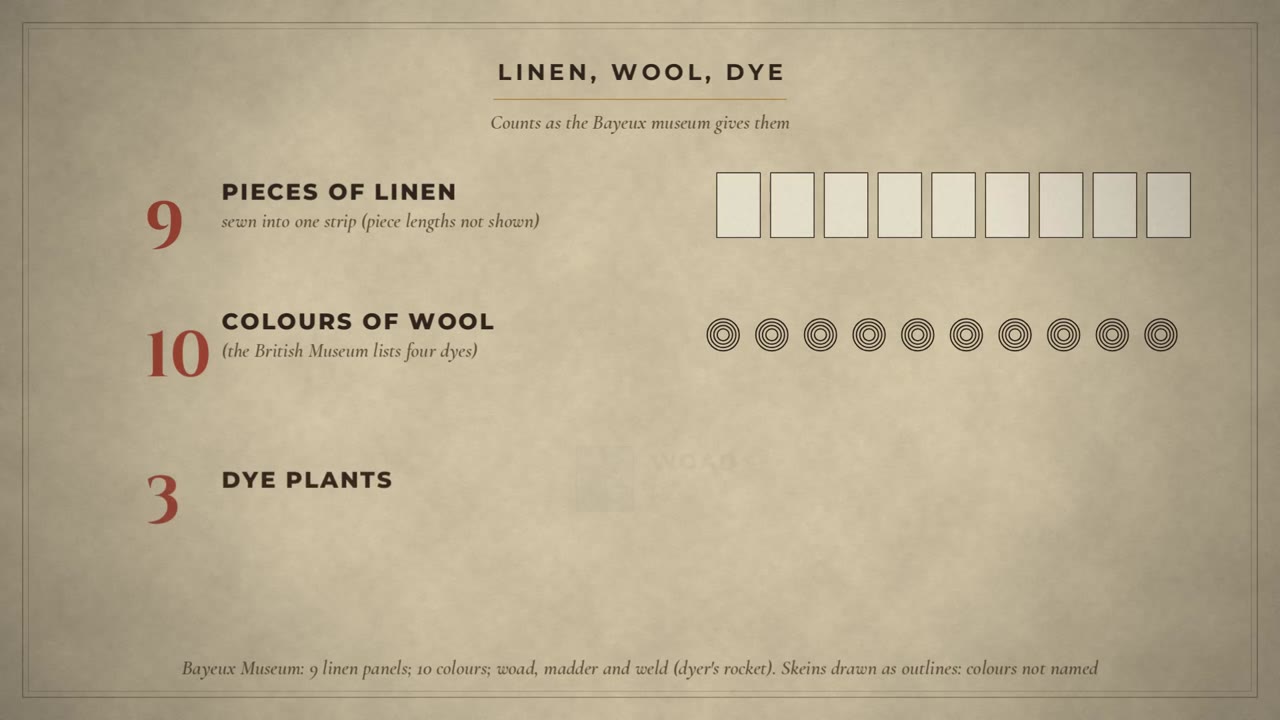 LINEN, WOOL, DYE
Counts as the Bayeux museum gives them
9
PIECES OF LINEN
sewn into one strip (piece lengths not shown)
10
COLOURS OF WOOL
(the British Museum lists four dyes)
3
DYE PLANTS
WOAD
Bayeux Museum: 9 linen panels; 10 colours; woad, madder and weld (dyer's rocket). Skeins drawn as outlines: colours not named